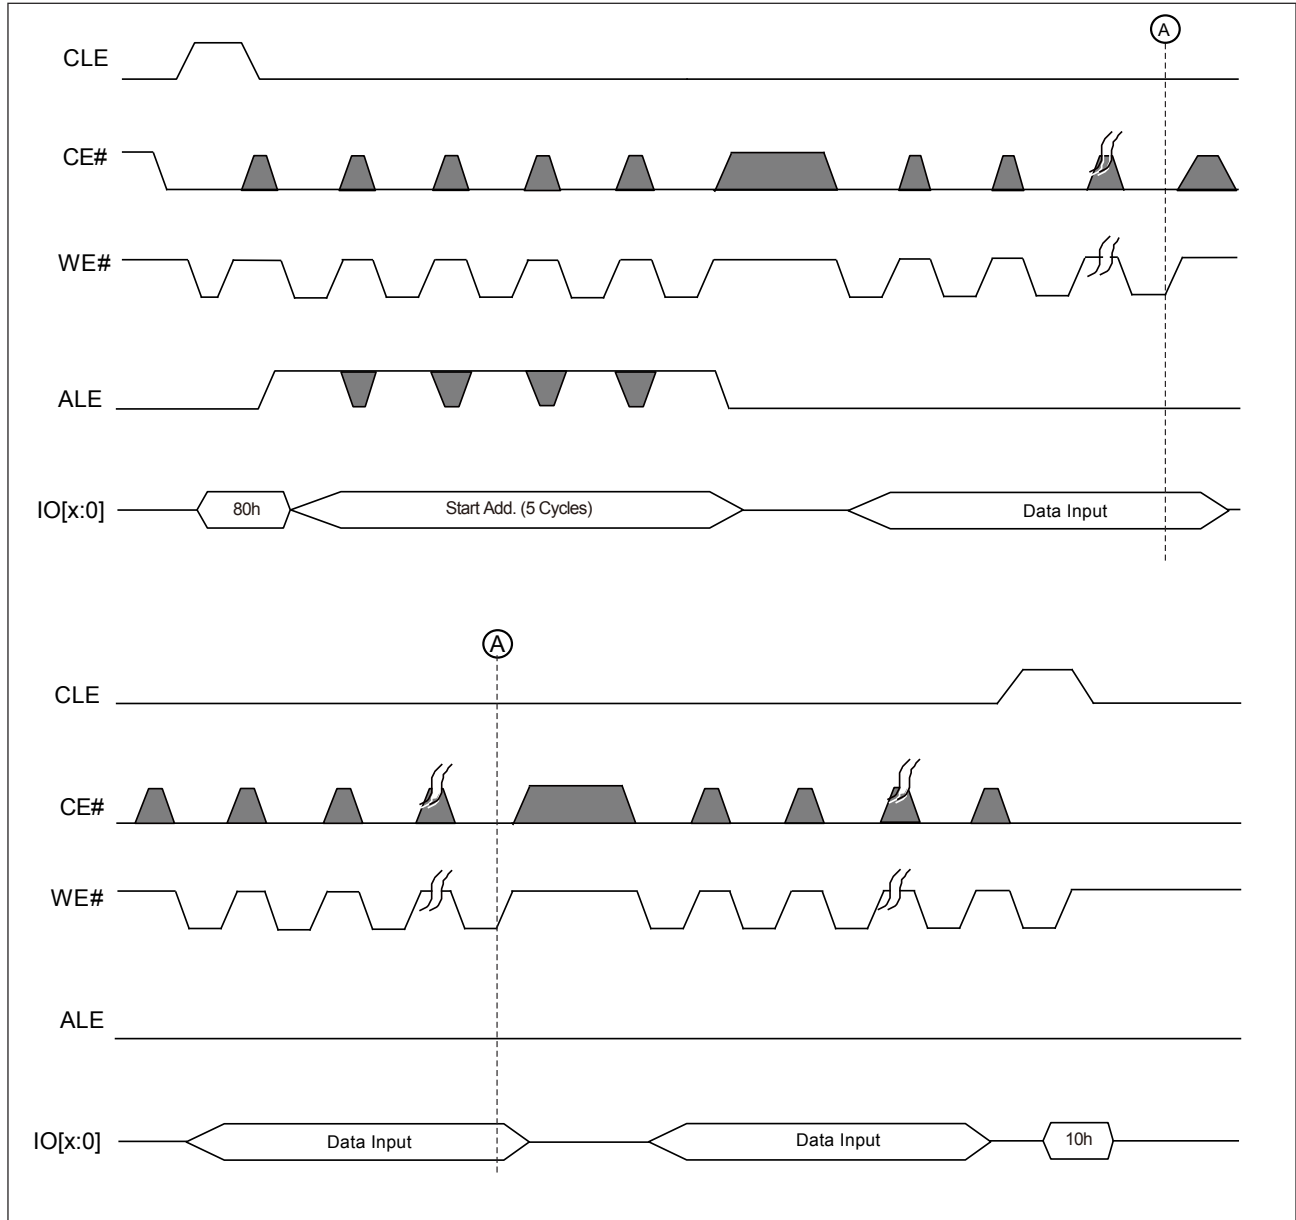 A
CLE
CE#
WE#
ALE
IO[x:0]
80h
Start Add. (5 Cycles)
Data Input
A
CLE
CE#
WE#
ALE
IO[x:0]
Data Input
Data Input
10h